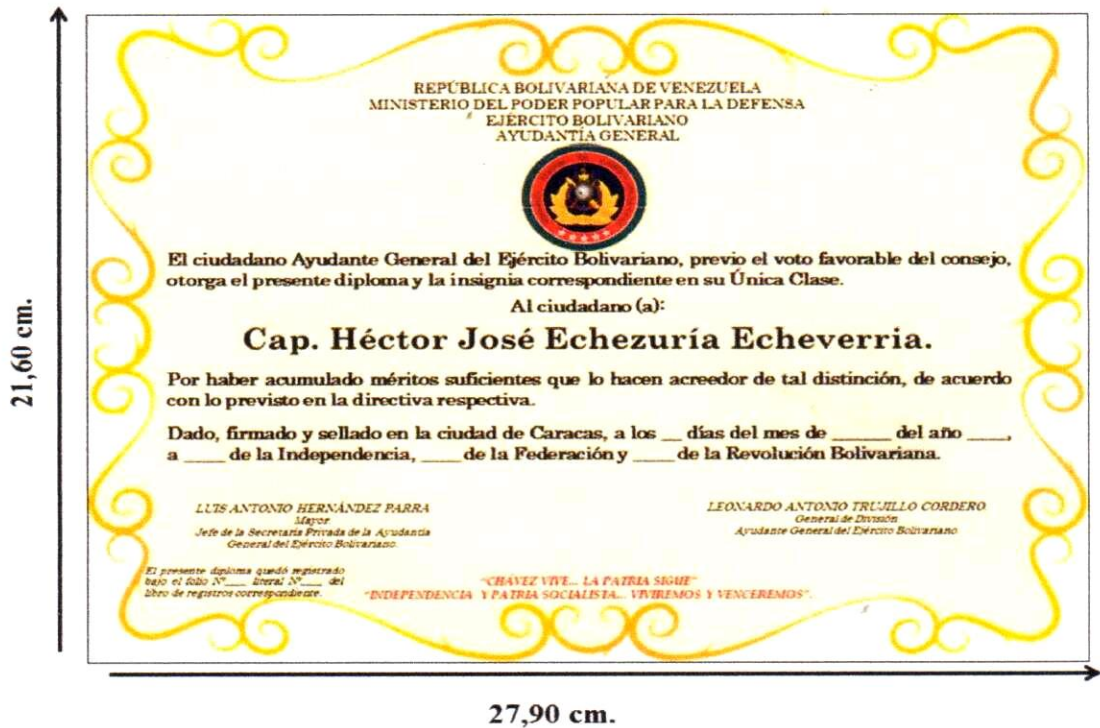 REPÚBLICA BOLIVARIANA DE VENEZUELA
MINISTERIO DEL PODER POPULAR PARA LA DEFENSA
EJÉRCITO BOLIVARIANO
AYUDANTÍA GENERAL
El ciudadano Ayudante General del Ejército Bolivariano, previo el voto favorable del consejo,
otorga el presente diploma y la insignia correspondiente en su Única Clase.
Al ciudadano (a):
Cap. Héctor José Echezuría Echeverria.
Por haber acumulado méritos suficientes que lo hacen acreedor de tal distinción, de acuerdo
con lo previsto en la directiva respectiva.
Dado, firmado y sellado en la ciudad de Caracas, a los __ días del mes de _____ del año ____,
a ____ de la Independencia, ____ de la Federación y ____ de la Revolución Bolivariana.
LUIS ANTONIO HERNÁNDEZ PARRA
Mayor
Jefe de la Secretaría Privada de la Ayudantía
General del Ejército Bolivariano.
LEONARDO ANTONIO TRUJILLO CORDERO
General de División
Ayudante General del Ejército Bolivariano
El presente diploma quedó registrado
bajo el folio Nº____ literal Nº____ del
libro de registros correspondiente.
"CHÁVEZ VIVE... LA PATRIA SIGUE"
"INDEPENDENCIA Y PATRIA SOCIALISTA... VIVIREMOS Y VENCEREMOS".
21,60 cm.
27,90 cm.